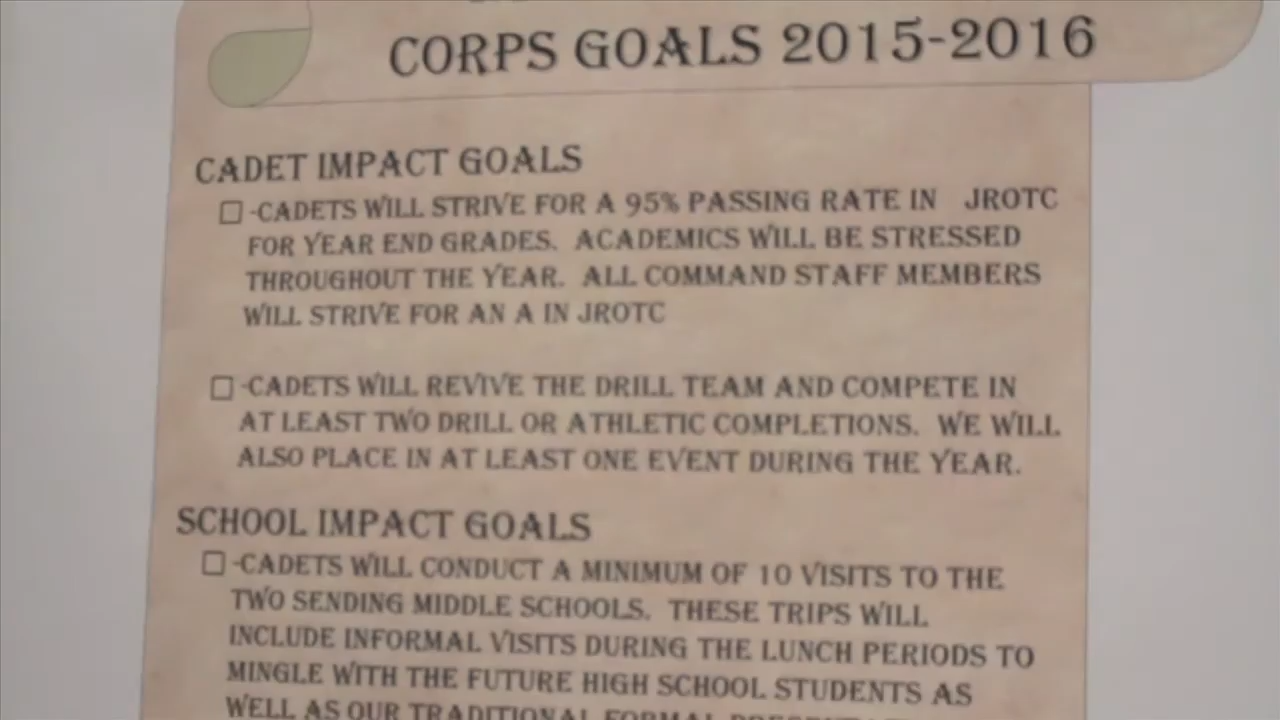 CORPS GOALS 2015-2016
CADET IMPACT GOALS
☐ -CADETS WILL STRIVE FOR A 95% PASSING RATE IN JROTC
FOR YEAR END GRADES. ACADEMICS WILL BE STRESSED
THROUGHOUT THE YEAR. ALL COMMAND STAFF MEMBERS
WILL STRIVE FOR AN A IN JROTC
☐ -CADETS WILL REVIVE THE DRILL TEAM AND COMPETE IN
AT LEAST TWO DRILL OR ATHLETIC COMPLETIONS. WE WILL
ALSO PLACE IN AT LEAST ONE EVENT DURING THE YEAR.
SCHOOL IMPACT GOALS
☐ -CADETS WILL CONDUCT A MINIMUM OF 10 VISITS TO THE
TWO SENDING MIDDLE SCHOOLS. THESE TRIPS WILL
INCLUDE INFORMAL VISITS DURING THE LUNCH PERIODS TO
MINGLE WITH THE FUTURE HIGH SCHOOL STUDENTS AS
WELL AS OUR TRADITIONAL FORMAL